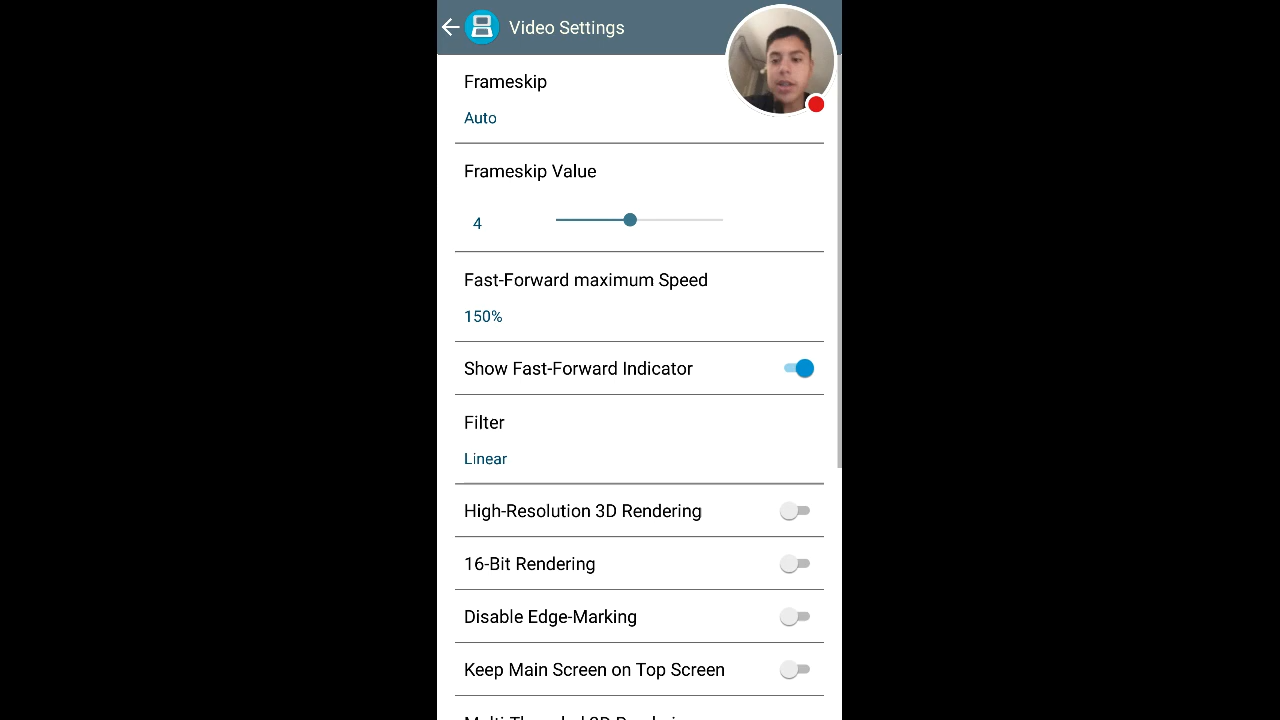 Video Settings
Frameskip
Auto
Frameskip Value
4
Fast-Forward maximum Speed
150%
Show Fast-Forward Indicator
Filter
Linear
High-Resolution 3D Rendering
16-Bit Rendering
Disable Edge-Marking
Keep Main Screen on Top Screen